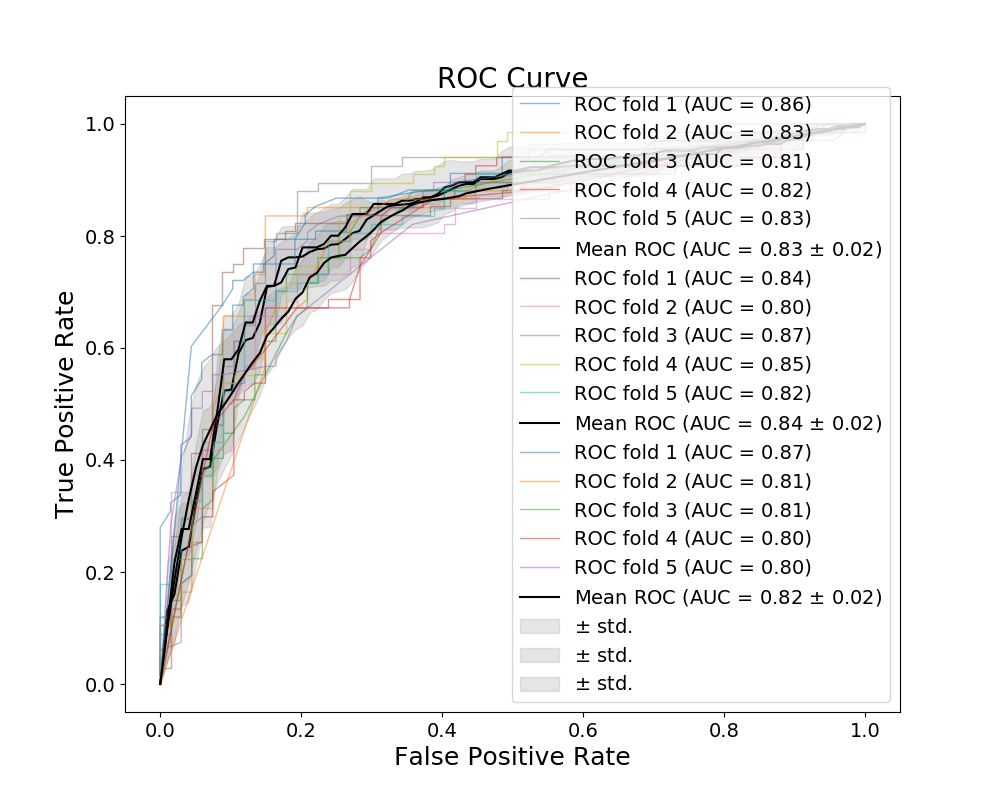 ROC Curve
ROC fold 1 (AUC = 0.86)
ROC fold 2 (AUC = 0.83)
ROC fold 3 (AUC = 0.81)
ROC fold 4 (AUC = 0.82)
ROC fold 5 (AUC = 0.83)
Mean ROC (AUC = 0.83 ± 0.02)
ROC fold 1 (AUC = 0.84)
ROC fold 2 (AUC = 0.80)
ROC fold 3 (AUC = 0.87)
ROC fold 4 (AUC = 0.85)
ROC fold 5 (AUC = 0.82)
Mean ROC (AUC = 0.84 ± 0.02)
ROC fold 1 (AUC = 0.87)
ROC fold 2 (AUC = 0.81)
ROC fold 3 (AUC = 0.81)
ROC fold 4 (AUC = 0.80)
ROC fold 5 (AUC = 0.80)
Mean ROC (AUC = 0.82 ± 0.02)
± std.
± std.
± std.
True Positive Rate
1.0
0.8
0.6
0.4
0.2
0.0
0.0 0.2 0.4 0.6 0.8 1.0
False Positive Rate